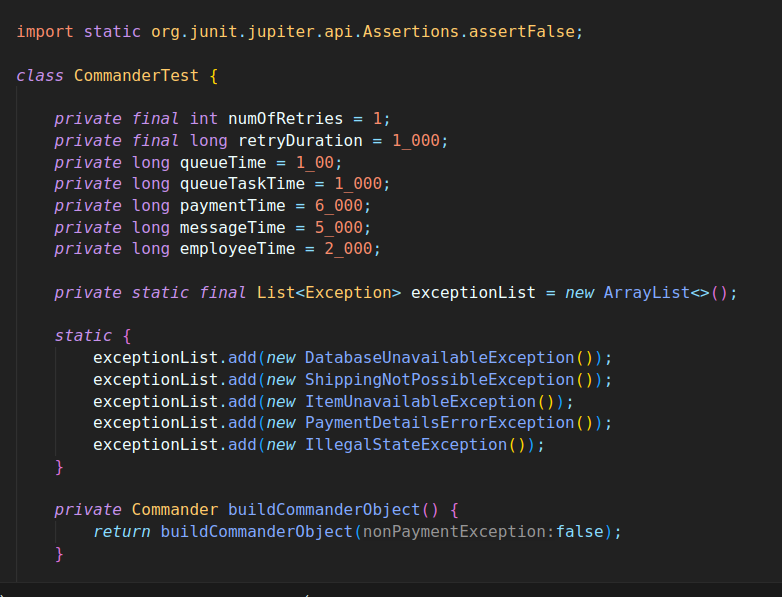 import static org.junit.jupiter.api.Assertions.assertFalse;
class CommanderTest {
private final int numOfRetries = 1;
private final long retryDuration = 1_000;
private long queueTime = 1_00;
private long queueTaskTime = 1_000;
private long paymentTime = 6_000;
private long messageTime = 5_000;
private long employeeTime = 2_000;
private static final List<Exception> exceptionList = new ArrayList<>();
static {
exceptionList.add(new DatabaseUnavailableException());
exceptionList.add(new ShippingNotPossibleException());
exceptionList.add(new ItemUnavailableException());
exceptionList.add(new PaymentDetailsErrorException());
exceptionList.add(new IllegalStateException());
}
private Commander buildCommanderObject() {
return buildCommanderObject(nonPaymentException:false);
}